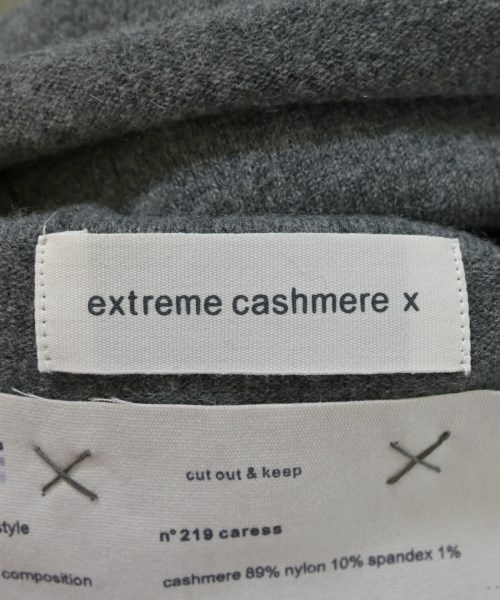 extreme cashmere x
cut out & keep
style n° 219 caress
composition cashmere 89% nylon 10% spandex 1%